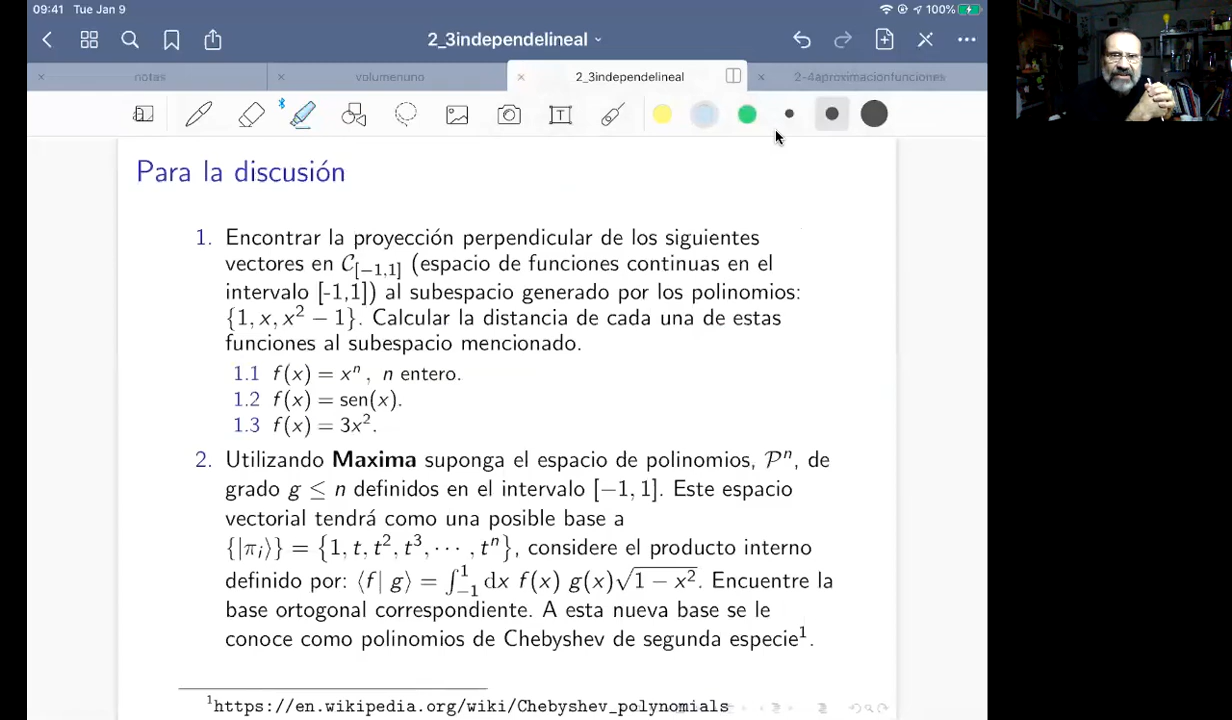 09:41 Tue Jan 9
100%
2_3independelineal
notas
volumenuno
2_3independelineal
2-4aproximacionfunciones
Para la discusión
1. Encontrar la proyección perpendicular de los siguientes
vectores en 𝒞[−1,1] (espacio de funciones continuas en el
intervalo [-1,1]) al subespacio generado por los polinomios:
{1, x, x² − 1}. Calcular la distancia de cada una de estas
funciones al subespacio mencionado.
1.1 f(x) = xⁿ , n entero.
1.2 f(x) = sen(x).
1.3 f(x) = 3x².
2. Utilizando Maxima suponga el espacio de polinomios, 𝒫ⁿ, de
grado g ≤ n definidos en el intervalo [−1, 1]. Este espacio
vectorial tendrá como una posible base a
{|πᵢ⟩} = {1, t, t², t³, ⋯ , tⁿ}, considere el producto interno
definido por: ⟨f| g⟩ = ∫₋₁¹ dx f(x) g(x)√(1 − x²). Encuentre la
base ortogonal correspondiente. A esta nueva base se le
conoce como polinomios de Chebyshev de segunda especie¹.
¹https://en.wikipedia.org/wiki/Chebyshev_polynomials